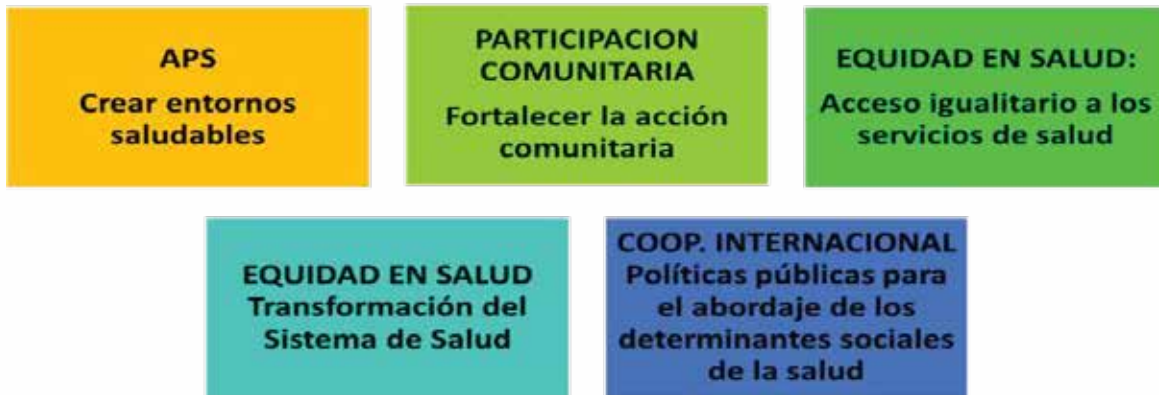 APS
Crear entornos
saludables
PARTICIPACION
COMUNITARIA
Fortalecer la acción
comunitaria
EQUIDAD EN SALUD:
Acceso igualitario a los
servicios de salud
EQUIDAD EN SALUD
Transformación del
Sistema de Salud
COOP. INTERNACIONAL
Políticas públicas para
el abordaje de los
determinantes sociales
de la salud